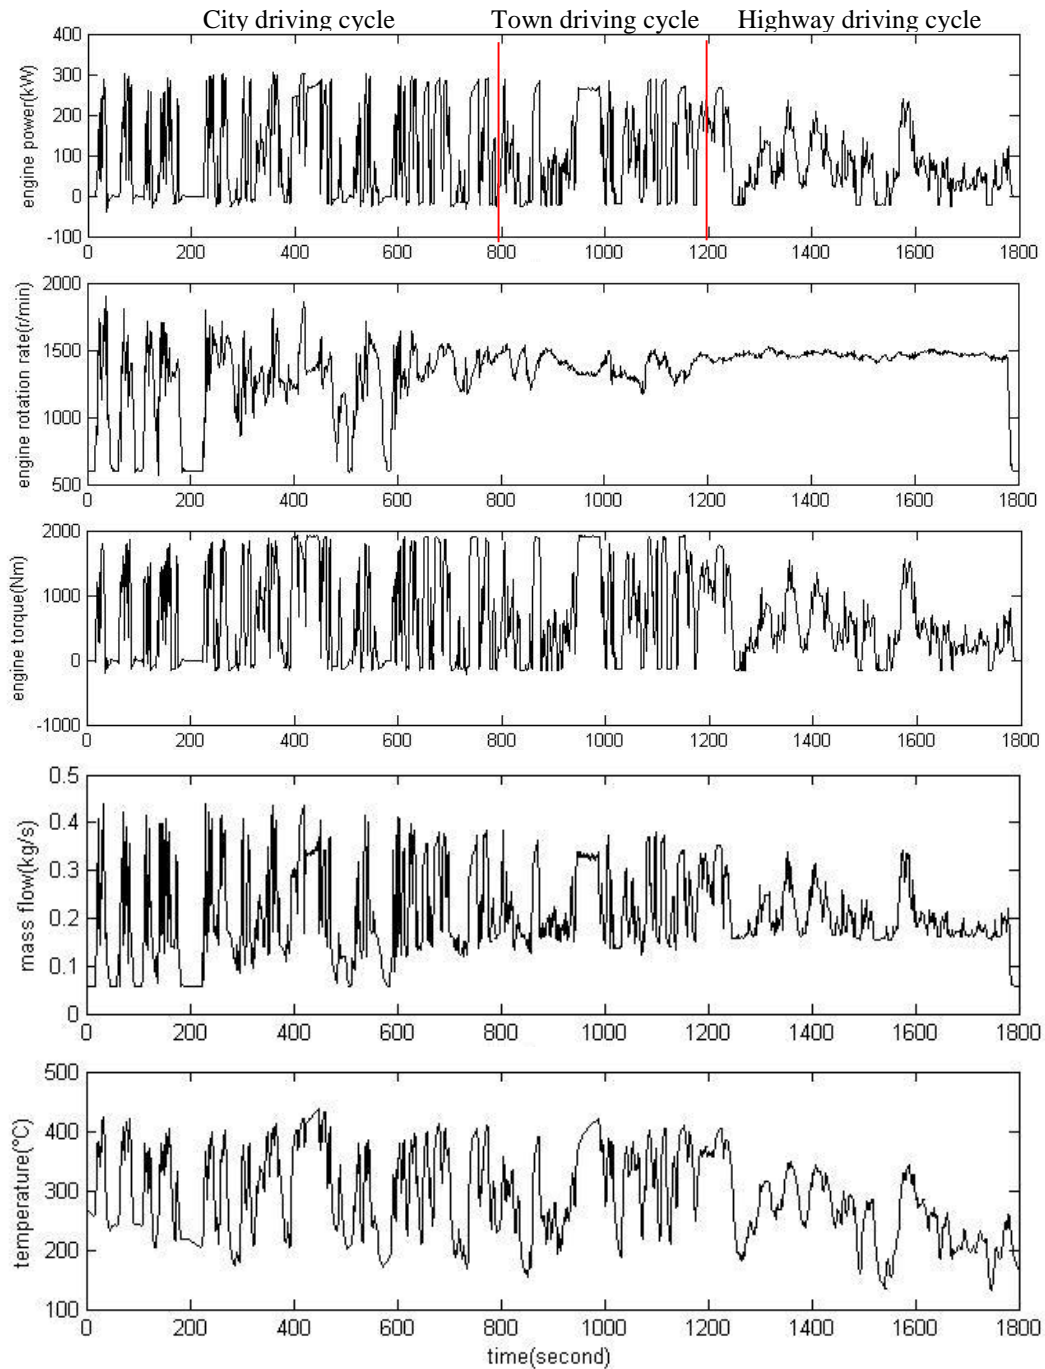 City driving cycle Town driving cycle Highway driving cycle
400
300
200
100
0
-100
engine power(kW)
0 200 400 600 800 1000 1200 1400 1600 1800
2000
1500
1000
500
engine rotation rate(r/min)
0 200 400 600 800 1000 1200 1400 1600 1800
2000
1000
0
-1000
engine torque(Nm)
0 200 400 600 800 1000 1200 1400 1600 1800
0.5
0.4
0.3
0.2
0.1
0
mass flow(kg/s)
0 200 400 600 800 1000 1200 1400 1600 1800
500
400
300
200
100
temperature(°C)
0 200 400 600 800 1000 1200 1400 1600 1800
time(second)